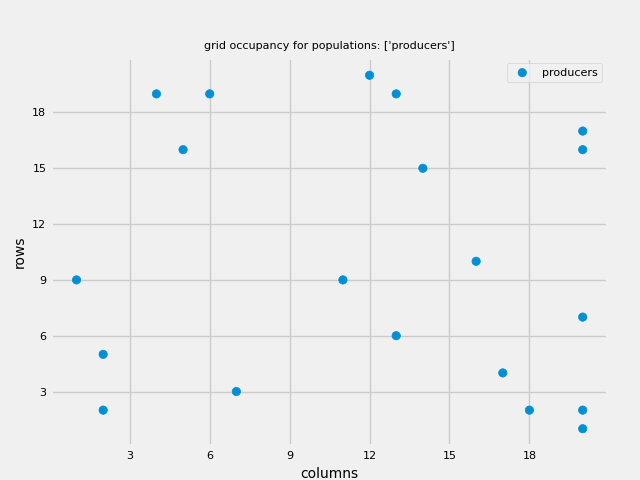 grid occupancy for populations: ['producers']
producers
18
15
12
9
6
3
rows
3 6 9 12 15 18
columns